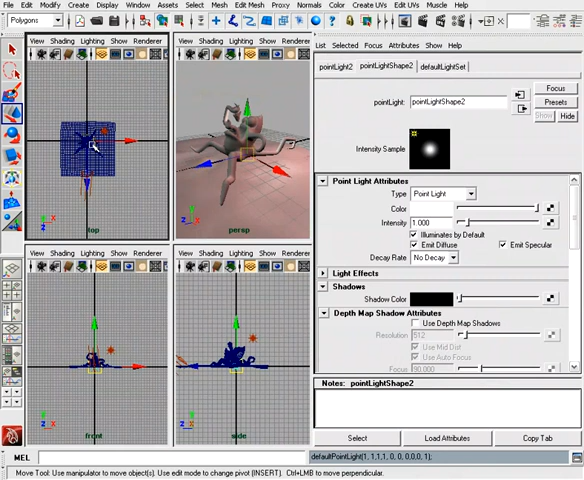 File Edit Modify Create Display Window Assets Select Mesh Edit Mesh Proxy Normals Color Create UVs Edit UVs Muscle
Polygons
View Shading Lighting Show Render
View Shading Lighting Show Rende
List Selected Focus Attributes Show Help
pointLight2 pointLightShape2 defaultLightSet
pointLight: pointLightShape2
Focus
Presets
Show Hide
Intensity Sample
Point Light Attributes
Type Point Light
Color
Intensity 1.000
Illuminates by Default
Emit Diffuse Emit Specular
Decay Rate No Decay
Light Effects
Shadows
Shadow Color
Depth Map Shadow Attributes
Use Depth Map Shadows
Resolution 512
Use Mid Dist
Use Auto Focus
Focus 90.000
top
persp
View Shading Lighting Show Render
View Shading Lighting Show Rende
front
side
Notes: pointLightShape2
Select Load Attributes Copy Tab
MEL
defaultPointLight(1, 1,1,1, 0, 0, 0,0,0, 1);
Move Tool: Use manipulator to move object(s). Use edit mode to change pivot (INSERT). Ctrl+LMB to move perpendicular.